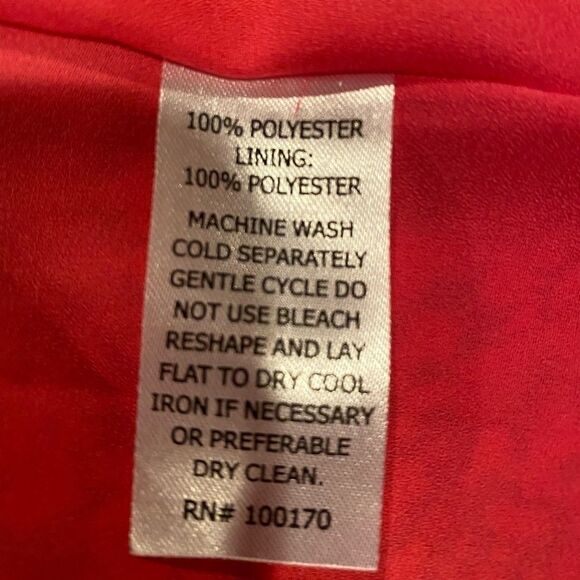 100% POLYESTER
LINING:
100% POLYESTER
MACHINE WASH
COLD SEPARATELY
GENTLE CYCLE DO
NOT USE BLEACH
RESHAPE AND LAY
FLAT TO DRY COOL
IRON IF NECESSARY
OR PREFERABLE
DRY CLEAN.
RN# 100170